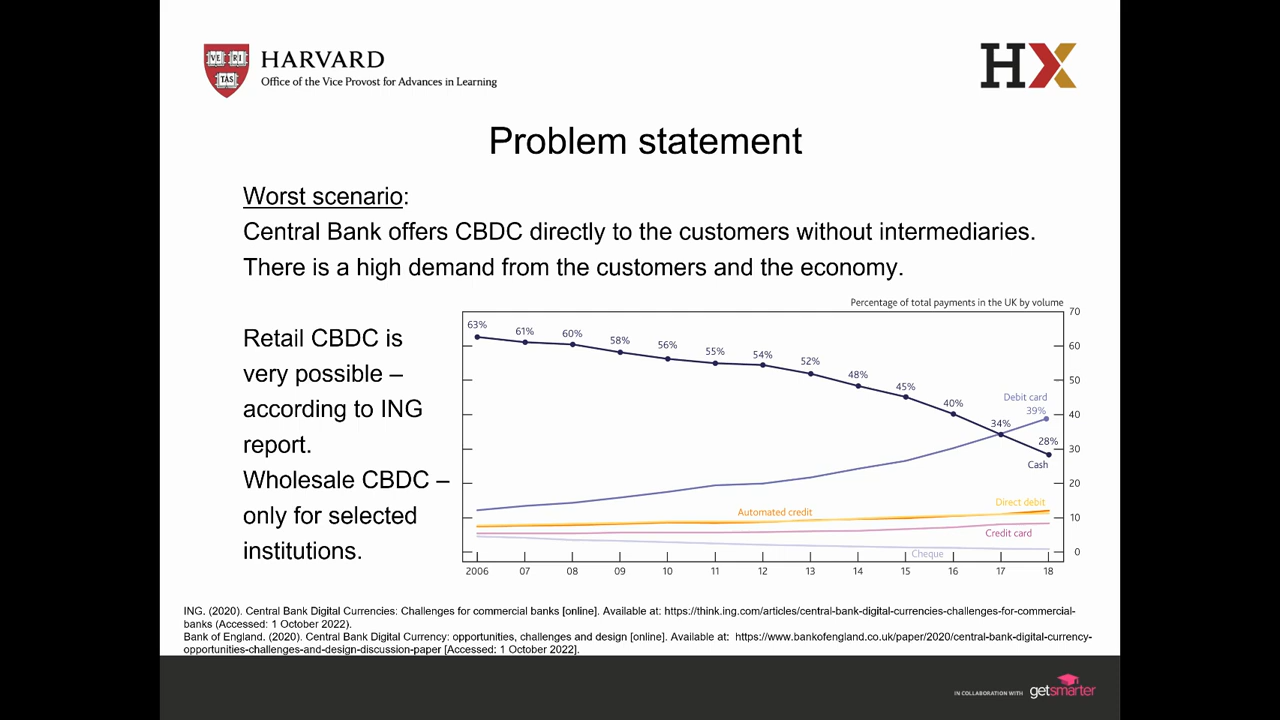 VE RI
TAS
HARVARD
Office of the Vice Provost for Advances in Learning
HX
Problem statement
Worst scenario:
Central Bank offers CBDC directly to the customers without intermediaries.
There is a high demand from the customers and the economy.
Retail CBDC is
very possible –
according to ING
report.
Wholesale CBDC –
only for selected
institutions.
Percentage of total payments in the UK by volume
70
60
50
40
30
20
10
0
63%
61%
60%
58%
56%
55%
54%
52%
48%
45%
40%
34%
28%
Debit card
39%
Cash
Direct debit
Automated credit
Credit card
Cheque
2006 07 08 09 10 11 12 13 14 15 16 17 18
ING. (2020). Central Bank Digital Currencies: Challenges for commercial banks [online]. Available at: https://think.ing.com/articles/central-bank-digital-currencies-challenges-for-commercial-
banks (Accessed: 1 October 2022).
Bank of England. (2020). Central Bank Digital Currency: opportunities, challenges and design [online]. Available at: https://www.bankofengland.co.uk/paper/2020/central-bank-digital-currency-
opportunities-challenges-and-design-discussion-paper [Accessed: 1 October 2022].
IN COLLABORATION WITH getsmarter